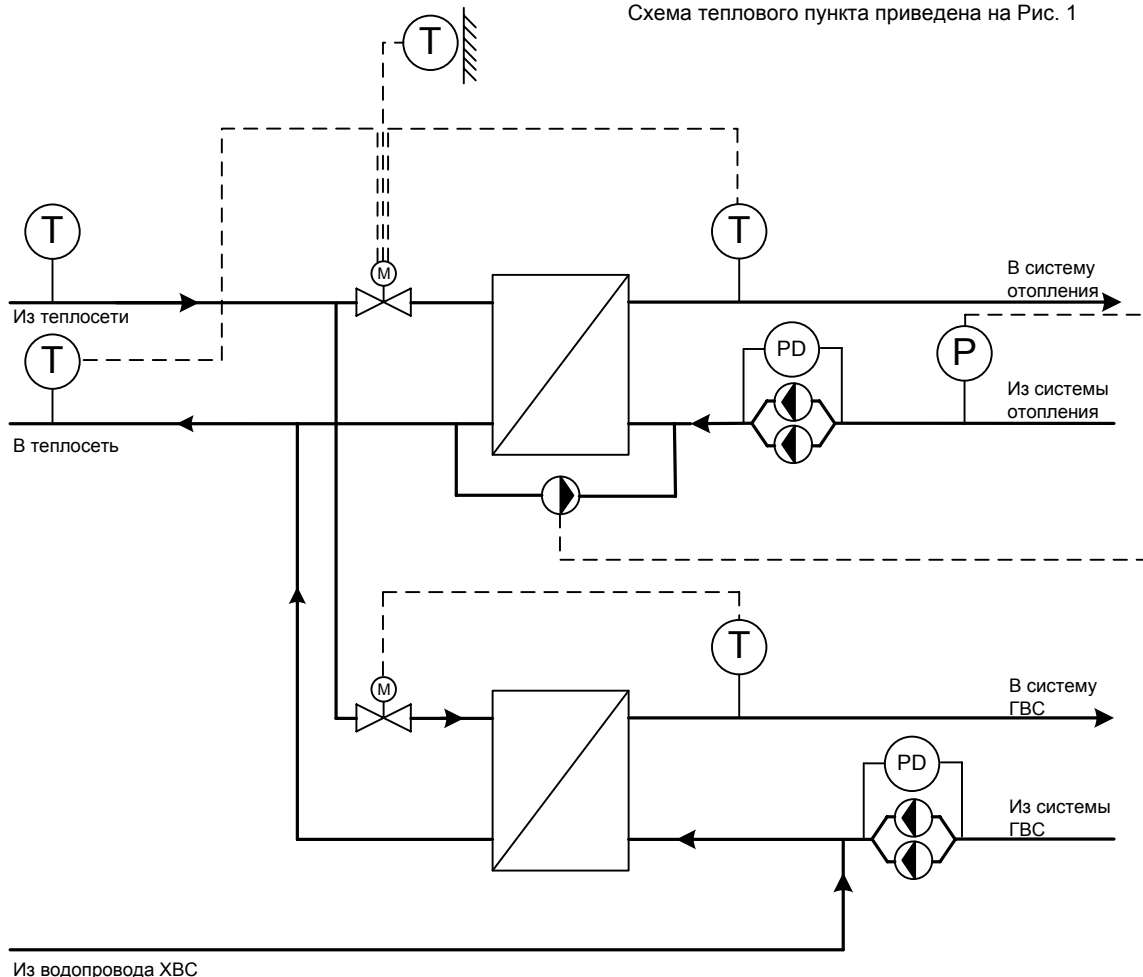 Схема теплового пункта приведена на Рис. 1
T
T
T
M
В систему
отопления
Из теплосети
T
PD
P
Из системы
отопления
В теплосеть
T
M
В систему
ГВС
PD
Из системы
ГВС
Из водопровода ХВС